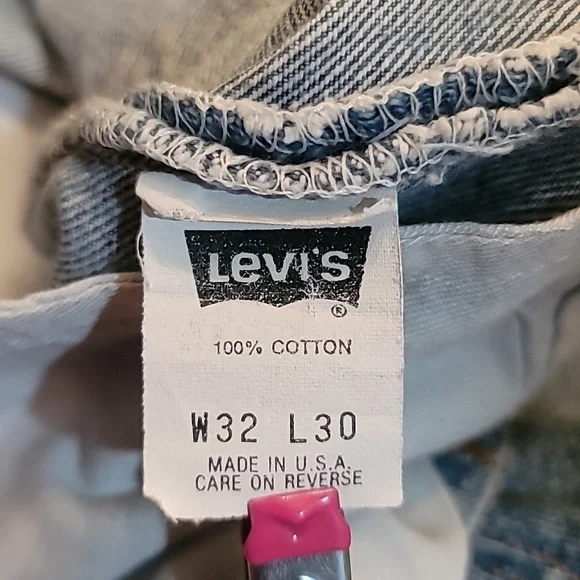 Levi's
®
100% COTTON
W32 L30
MADE IN U.S.A.
CARE ON REVERSE